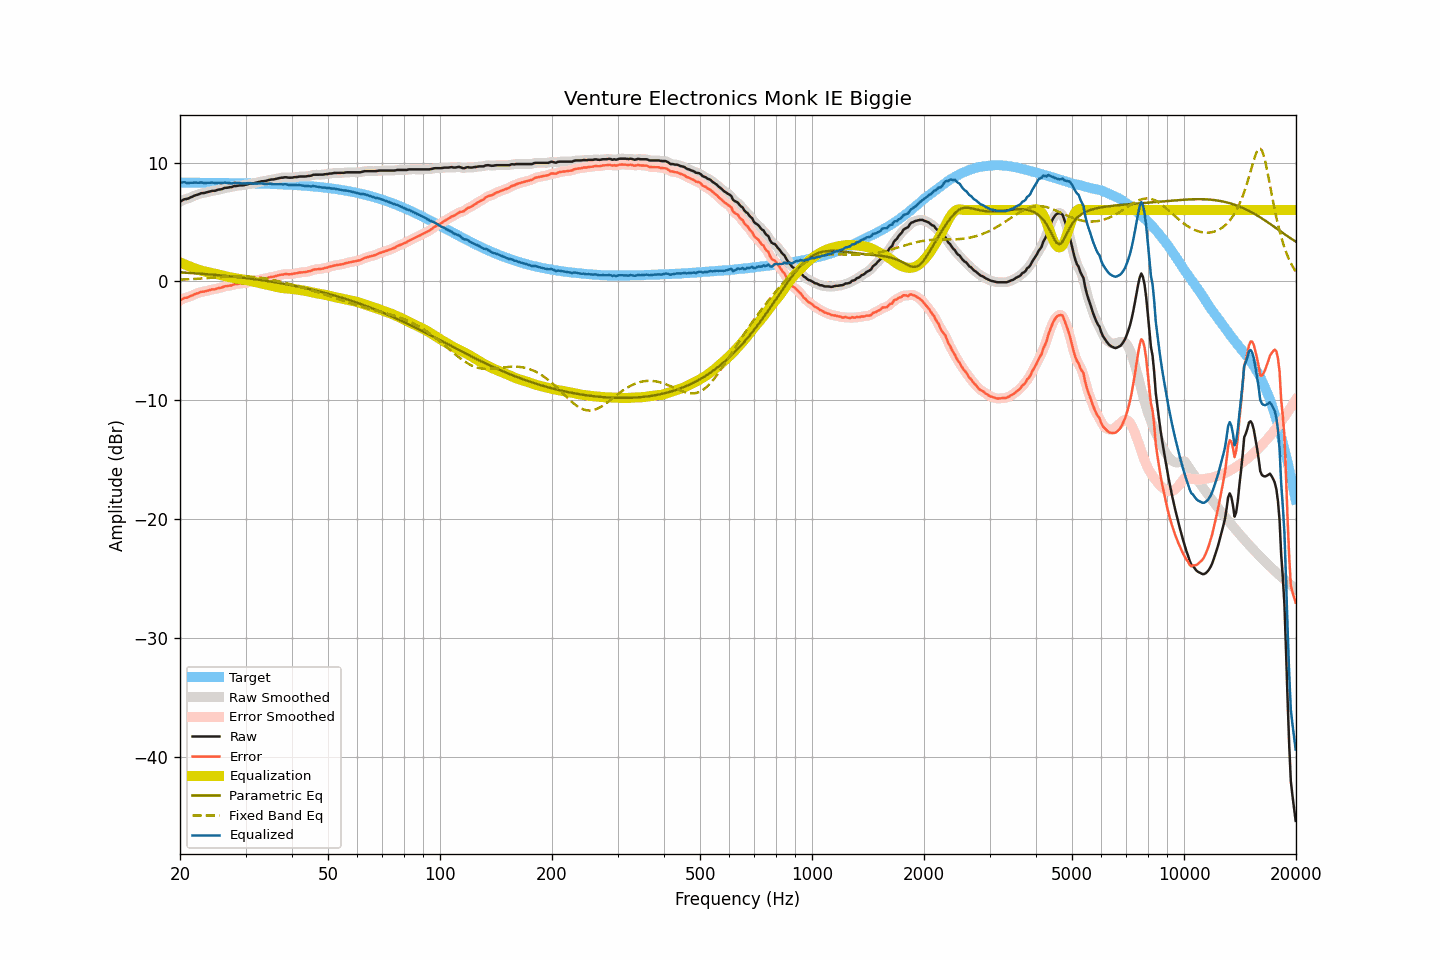 Venture Electronics Monk IE Biggie
10
0
−10
−20
−30
−40
Amplitude (dBr)
Target
Raw Smoothed
Error Smoothed
Raw
Error
Equalization
Parametric Eq
Fixed Band Eq
Equalized
20 50 100 200 500 1000 2000 5000 10000 20000
Frequency (Hz)